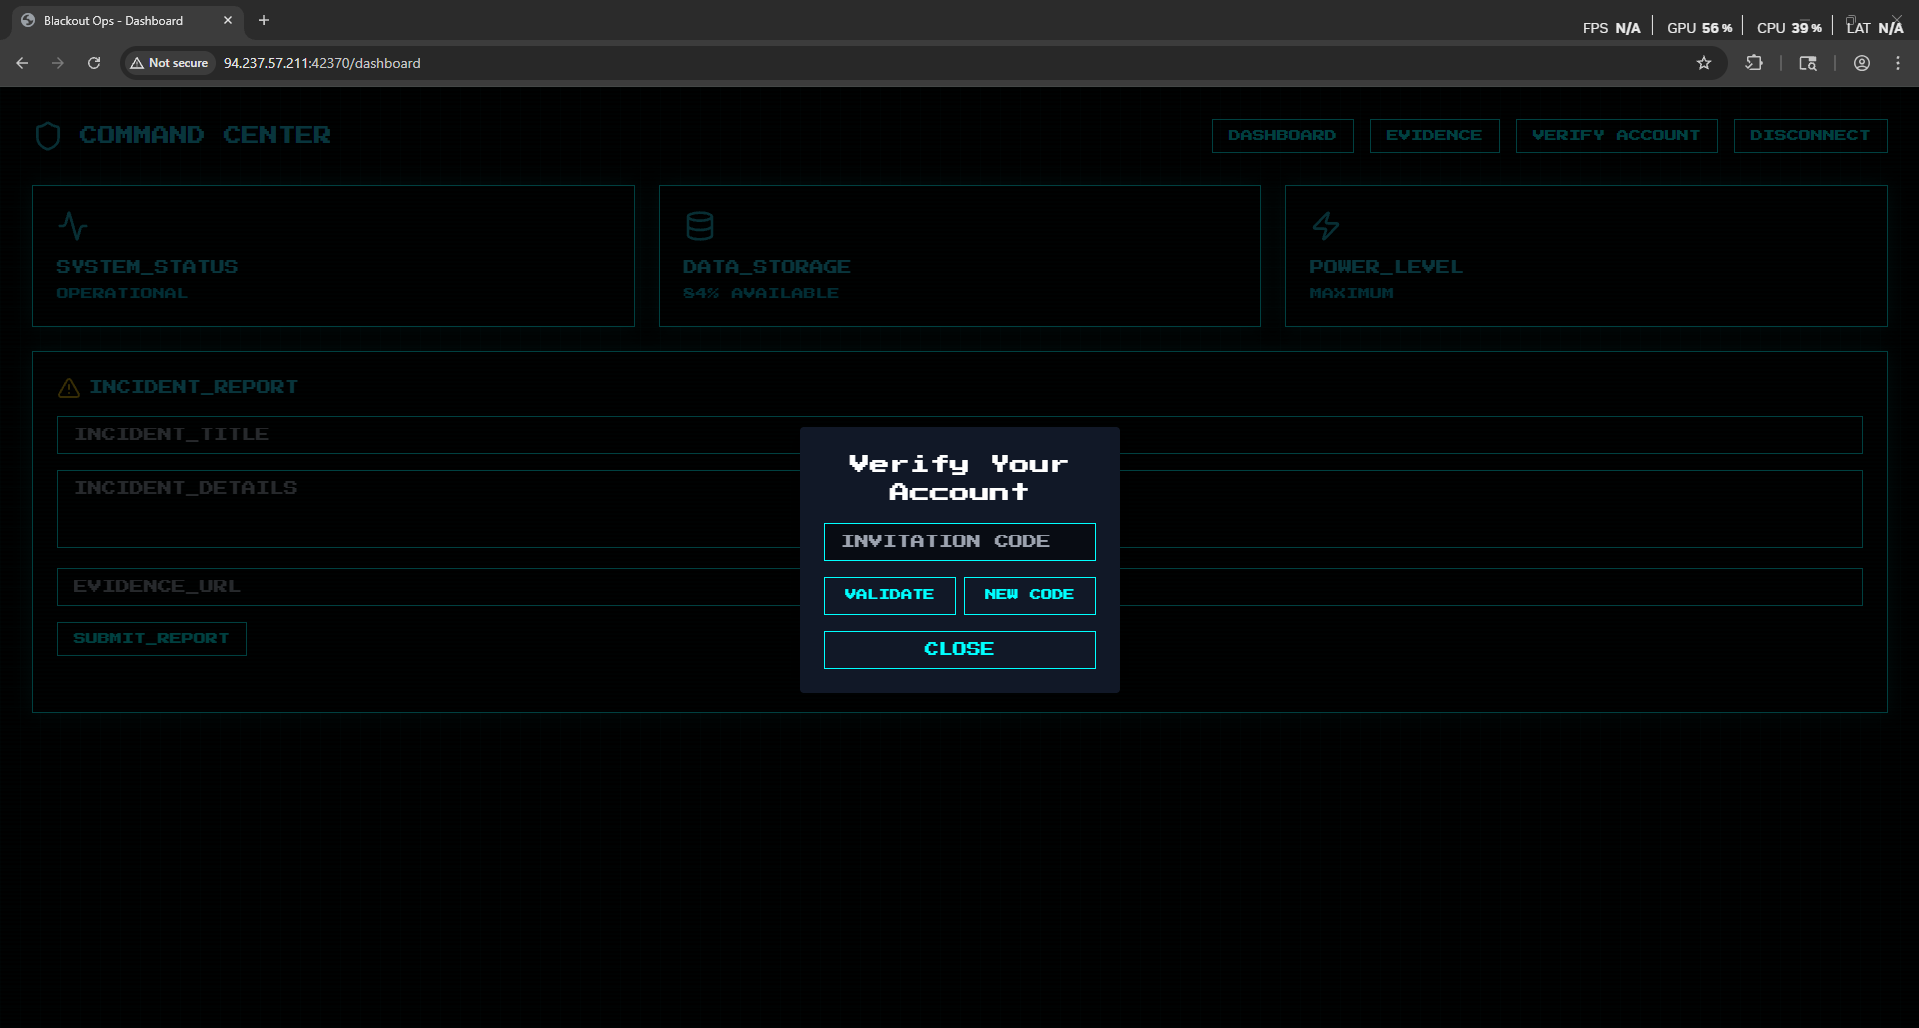 Blackout Ops - Dashboard
FPS N/A GPU 56 % CPU 39 % LAT N/A
Not secure 94.237.57.211:42370/dashboard
COMMAND CENTER
DASHBOARD
EVIDENCE
VERIFY ACCOUNT
DISCONNECT
SYSTEM_STATUS
OPERATIONAL
DATA_STORAGE
84% AVAILABLE
POWER_LEVEL
MAXIMUM
INCIDENT_REPORT
INCIDENT_TITLE
INCIDENT_DETAILS
EVIDENCE_URL
SUBMIT_REPORT
Verify Your
Account
INVITATION CODE
VALIDATE
NEW CODE
CLOSE